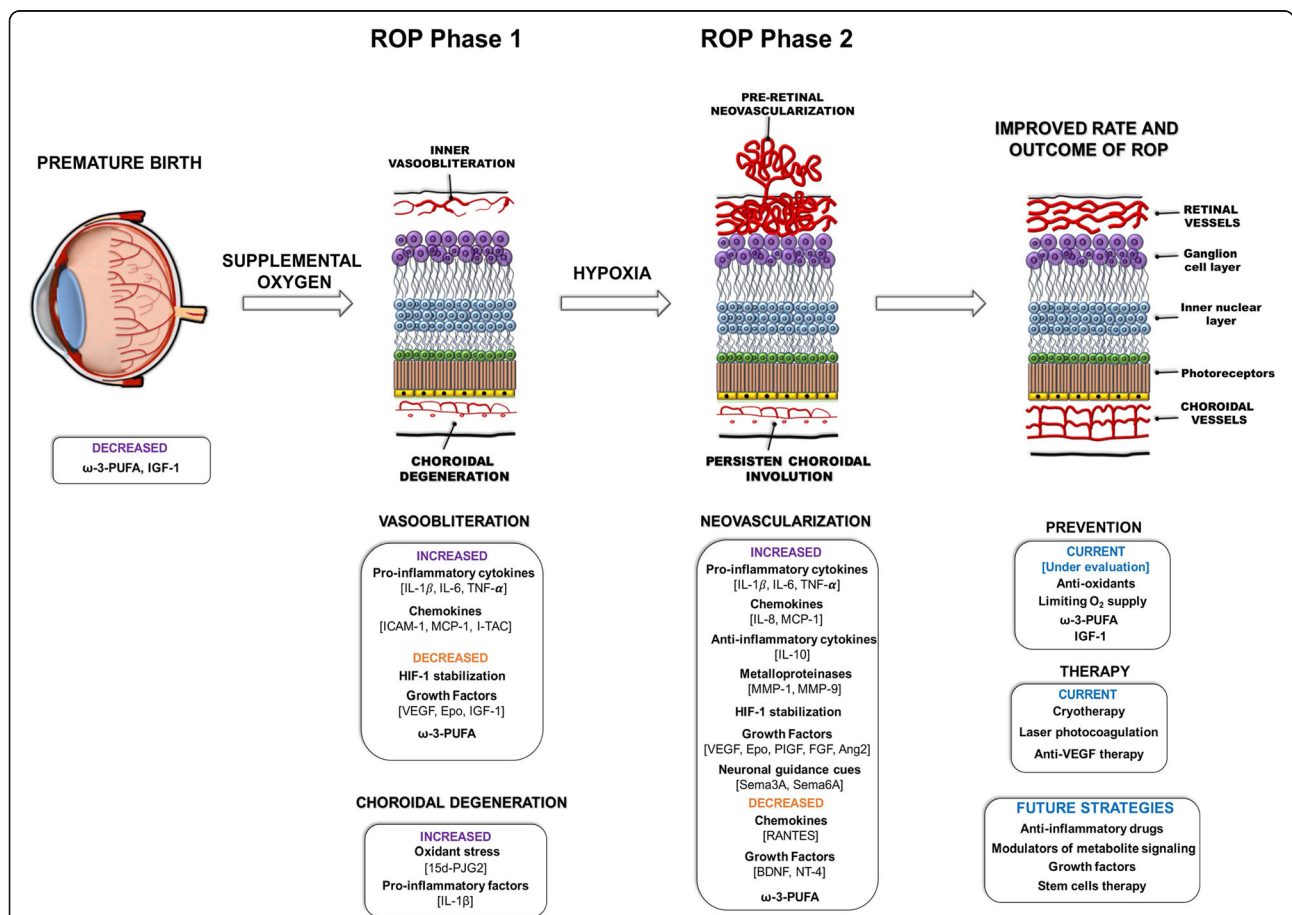 ROP Phase 1
ROP Phase 2
PREMATURE BIRTH
SUPPLEMENTAL
OXYGEN
INNER
VASOOBLITERATION
HYPOXIA
PRE-RETINAL
NEOVASCULARIZATION
IMPROVED RATE AND
OUTCOME OF ROP
RETINAL
VESSELS
Ganglion
cell layer
Inner nuclear
layer
Photoreceptors
CHOROIDAL
VESSELS
CHOROIDAL
DEGENERATION
PERSISTEN CHOROIDAL
INVOLUTION
DECREASED
ω-3-PUFA, IGF-1
VASOOBLITERATION
INCREASED
Pro-inflammatory cytokines
[IL-1β, IL-6, TNF-α]
Chemokines
[ICAM-1, MCP-1, I-TAC]
DECREASED
HIF-1 stabilization
Growth Factors
[VEGF, Epo, IGF-1]
ω-3-PUFA
CHOROIDAL DEGENERATION
INCREASED
Oxidant stress
[15d-PJG2]
Pro-inflammatory factors
[IL-1β]
NEOVASCULARIZATION
INCREASED
Pro-inflammatory cytokines
[IL-1β, IL-6, TNF-α]
Chemokines
[IL-8, MCP-1]
Anti-inflammatory cytokines
[IL-10]
Metalloproteinases
[MMP-1, MMP-9]
HIF-1 stabilization
Growth Factors
[VEGF, Epo, PIGF, FGF, Ang2]
Neuronal guidance cues
[Sema3A, Sema6A]
DECREASED
Chemokines
[RANTES]
Growth Factors
[BDNF, NT-4]
ω-3-PUFA
PREVENTION
CURRENT
[Under evaluation]
Anti-oxidants
Limiting O₂ supply
ω-3-PUFA
IGF-1
THERAPY
CURRENT
Cryotherapy
Laser photocoagulation
Anti-VEGF therapy
FUTURE STRATEGIES
Anti-inflammatory drugs
Modulators of metabolite signaling
Growth factors
Stem cells therapy